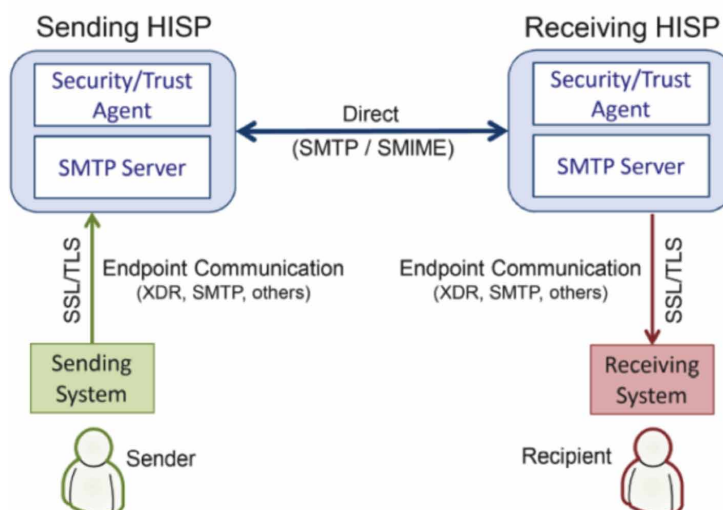 Sending HISP
Receiving HISP
Security/Trust
Agent
SMTP Server
Direct
(SMTP / SMIME)
Security/Trust
Agent
SMTP Server
SSL/TLS
Endpoint Communication
(XDR, SMTP, others)
Endpoint Communication
(XDR, SMTP, others)
SSL/TLS
Sending
System
Receiving
System
Sender
Recipient